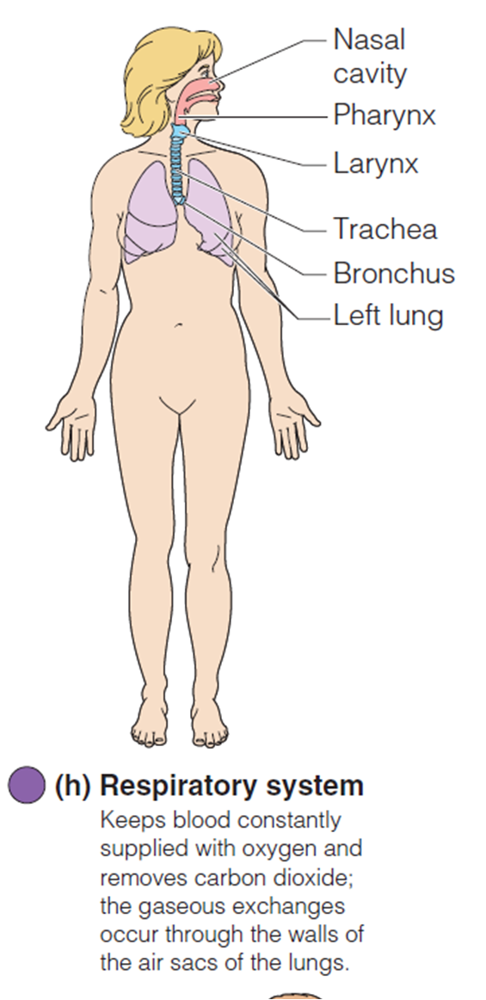 Nasal
cavity
Pharynx
Larynx
Trachea
Bronchus
Left lung
(h) Respiratory system
Keeps blood constantly
supplied with oxygen and
removes carbon dioxide;
the gaseous exchanges
occur through the walls of
the air sacs of the lungs.